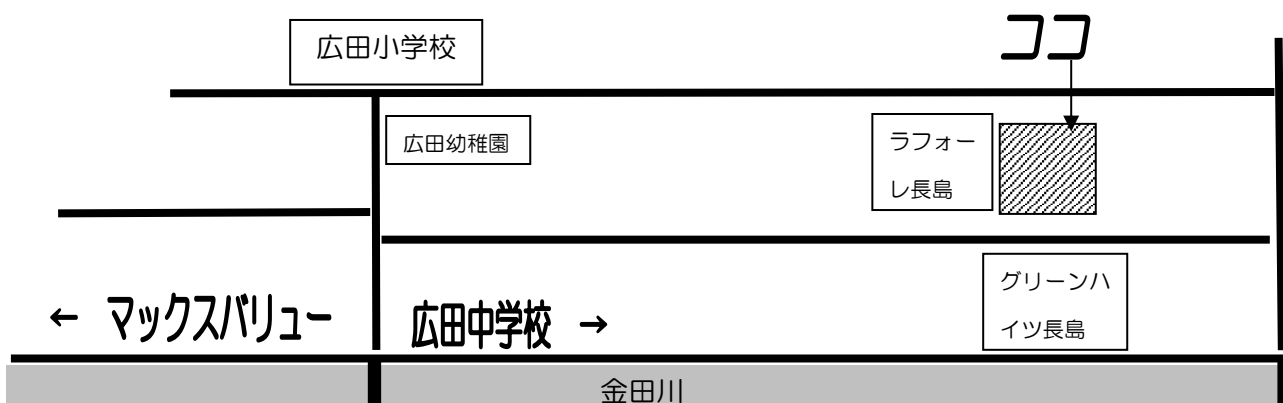 広田小学校
ココ
広田幼稚園
ラフォー
レ長島
グリーンハ
イツ長島
← マックスバリュー
広田中学校 →
金田川